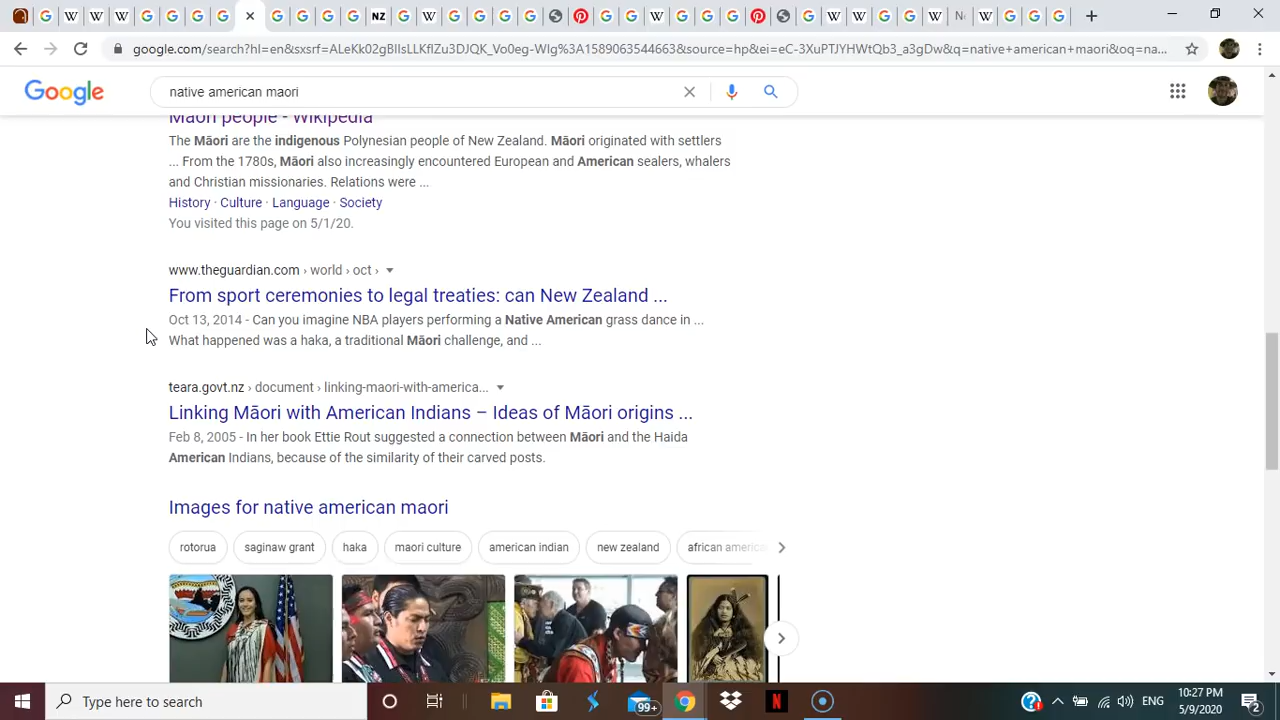 google.com/search?hl=en&sxsrf=ALeKk02gBIlsLLKfIZu3DJQK_Vo0eQ-WIg%3A1589063544663&source=hp&ei=eC-3XuPTJYHWtQb3_a3gDw&q=native+american+maori&oq=na...
Google
native american maori
Māori people - Wikipedia
The Māori are the indigenous Polynesian people of New Zealand. Māori originated with settlers
... From the 1780s, Māori also increasingly encountered European and American sealers, whalers
and Christian missionaries. Relations were ...
History · Culture · Language · Society
You visited this page on 5/1/20.
www.theguardian.com › world › oct ›
From sport ceremonies to legal treaties: can New Zealand ...
Oct 13, 2014 - Can you imagine NBA players performing a Native American grass dance in ...
What happened was a haka, a traditional Māori challenge, and ...
teara.govt.nz › document › linking-maori-with-america...
Linking Māori with American Indians – Ideas of Māori origins ...
Feb 8, 2005 - In her book Ettie Rout suggested a connection between Māori and the Haida
American Indians, because of the similarity of their carved posts.
Images for native american maori
rotorua saginaw grant haka maori culture american indian new zealand african america
Type here to search
99+
ENG
10:27 PM
5/9/2020
2